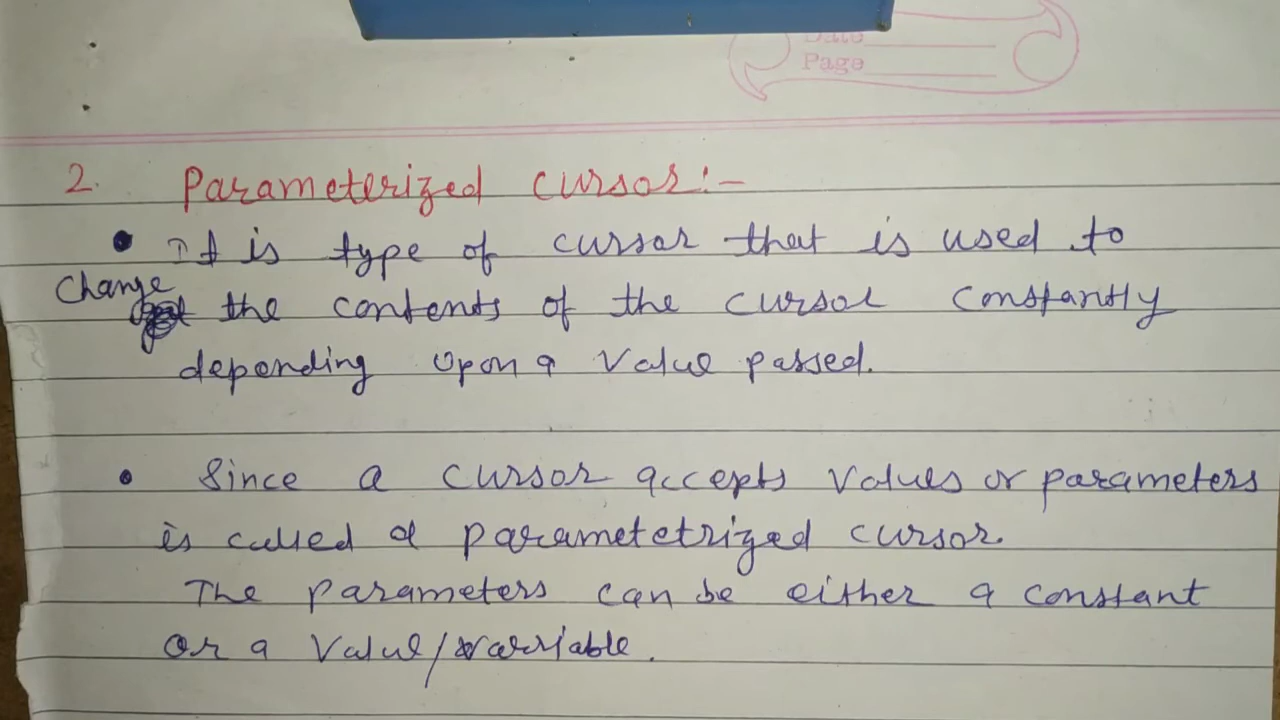 Date
Page
2. Parameterized cursor:-
• It is type of cursor that is used to
change the contents of the cursor constantly
depending upon a value passed.
• Since a cursor accepts values or parameters
is called a parametetrized cursor.
The parameters can be either a constant
or a value/variable.